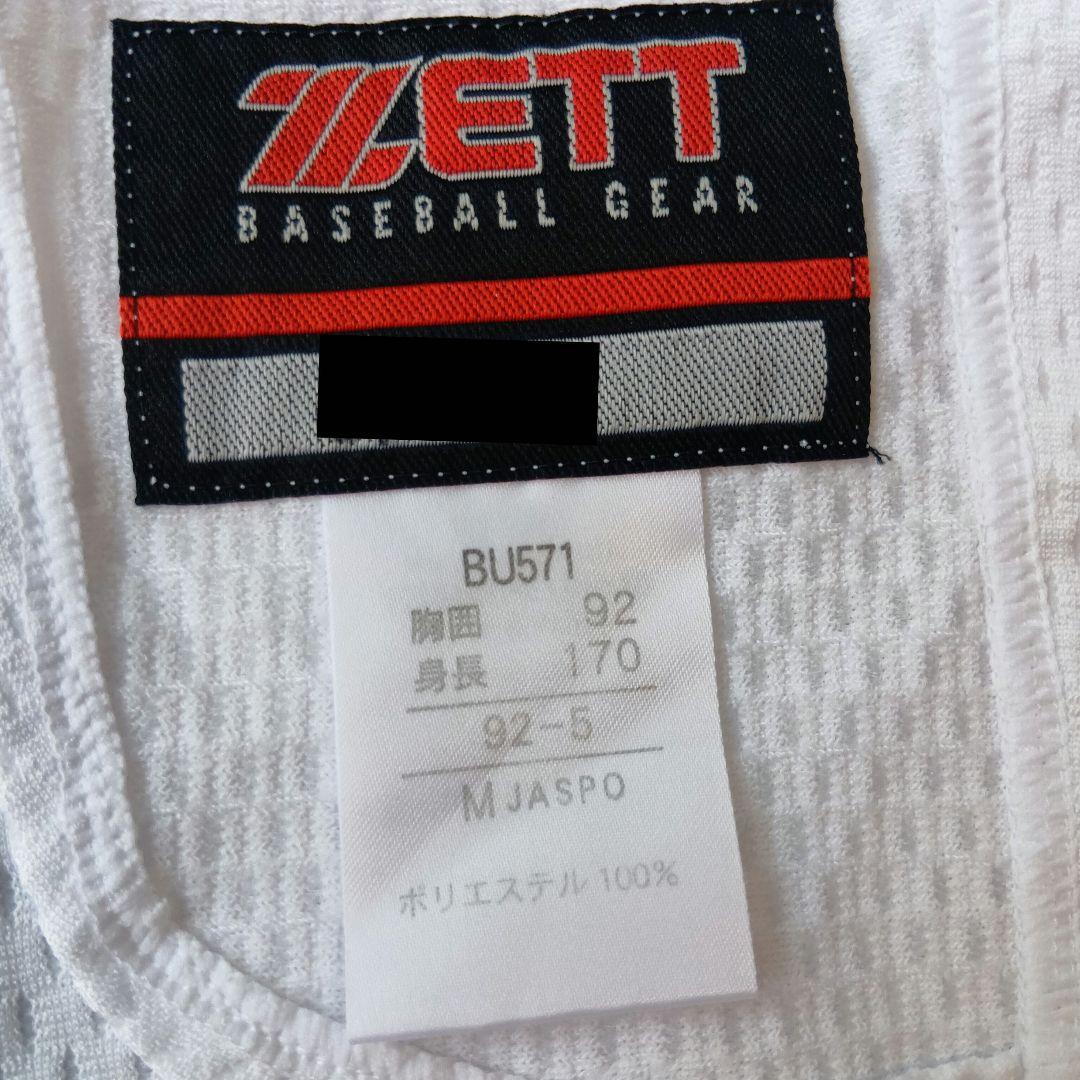 ZETT
BASEBALL GEAR
BU571
胸囲 92
身長 170
92-5
M JASPO
ポリエステル 100%